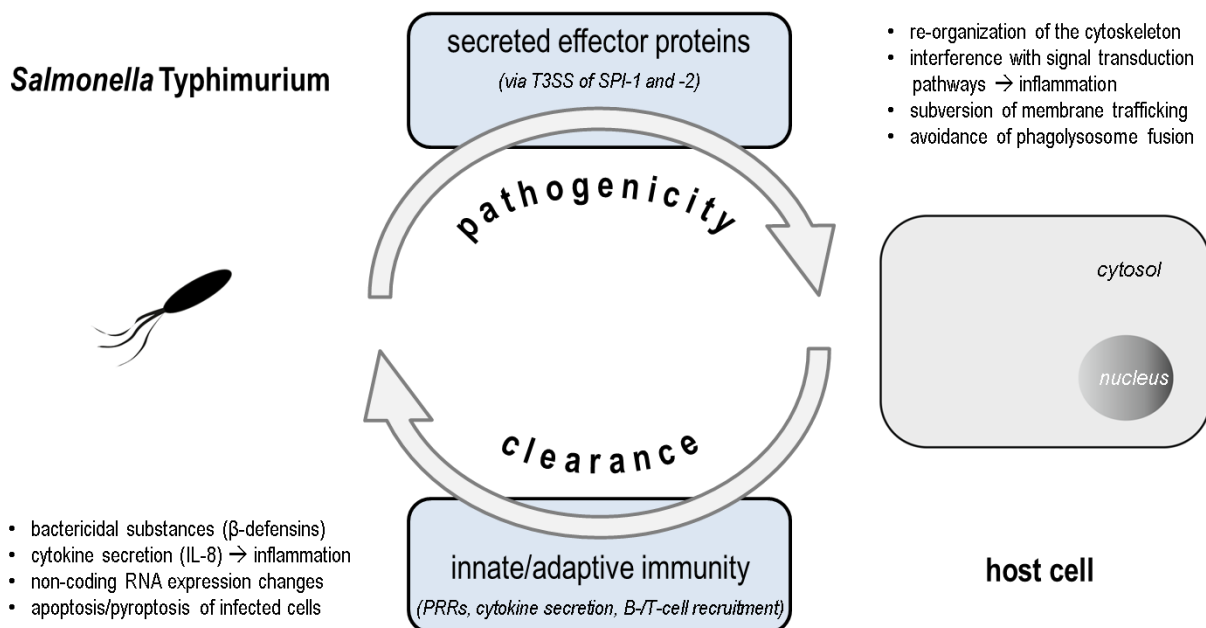 Salmonella Typhimurium
secreted effector proteins
(via T3SS of SPI-1 and -2)
• re-organization of the cytoskeleton
• interference with signal transduction
pathways → inflammation
• subversion of membrane trafficking
• avoidance of phagolysosome fusion
pathogenicity
cytosol
nucleus
clearance
• bactericidal substances (β-defensins)
• cytokine secretion (IL-8) → inflammation
• non-coding RNA expression changes
• apoptosis/pyroptosis of infected cells
innate/adaptive immunity
(PRRs, cytokine secretion, B-/T-cell recruitment)
host cell